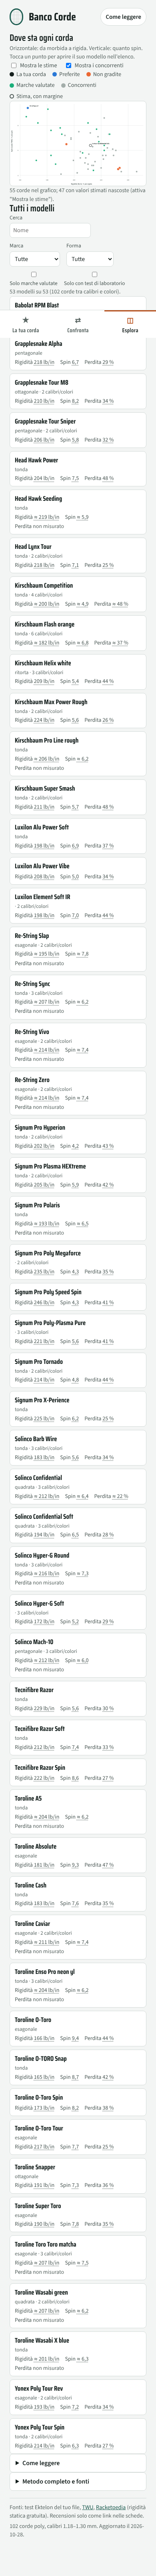 Banco Corde
Come leggere
Dove sta ogni corda
Orizzontale: da morbida a rigida. Verticale: quanto spin.
Tocca un punto per aprire il suo modello nell'elenco.
Mostra le stime
Mostra i concorrenti
La tua corda
Preferite
Non gradite
Marche valutate
Concorrenti
Stima, con margine
55 corde nel grafico; 47 con valori stimati nascoste (attiva
"Mostra le stime").
Tutti i modelli
Cerca
Nome
Marca
Forma
Tutte
Tutte
Solo marche valutate
Solo con test di laboratorio
53 modelli su 53 (102 corde tra calibri e colori).
Babolat RPM Blast
La tua corda
Confronta
Esplora
Grapplesnake Alpha
pentagonale
Rigidità 218 lb/in Spin 6,7 Perdita 29 %
Grapplesnake Tour M8
ottagonale · 2 calibri/colori
Rigidità 210 lb/in Spin 8,2 Perdita 34 %
Grapplesnake Tour Sniper
pentagonale · 3 calibri/colori
Rigidità 206 lb/in Spin 5,8 Perdita 32 %
Head Hawk Power
tonda
Rigidità 204 lb/in Spin 7,5 Perdita 48 %
Head Hawk Seeding
tonda
Rigidità ≈ 219 lb/in Spin ≈ 5,9
Perdita non misurato
Head Lynx Tour
tonda · 2 calibri/colori
Rigidità 218 lb/in Spin 7,1 Perdita 25 %
Kirschbaum Competition
tonda · 4 calibri/colori
Rigidità ≈ 200 lb/in Spin ≈ 4,9 Perdita ≈ 48 %
Kirschbaum Flash orange
tonda · 6 calibri/colori
Rigidità ≈ 182 lb/in Spin ≈ 6,8 Perdita ≈ 37 %
Kirschbaum Helix white
ritorta · 3 calibri/colori
Rigidità 209 lb/in Spin 5,4 Perdita 44 %
Kirschbaum Max Power Rough
tonda · 2 calibri/colori
Rigidità 224 lb/in Spin 5,6 Perdita 26 %
Kirschbaum Pro Line rough
tonda
Rigidità ≈ 206 lb/in Spin ≈ 6,2
Perdita non misurato
Kirschbaum Super Smash
tonda · 2 calibri/colori
Rigidità 211 lb/in Spin 5,7 Perdita 48 %
Luxilon Alu Power Soft
tonda
Rigidità 198 lb/in Spin 6,9 Perdita 37 %
Luxilon Alu Power Vibe
tonda
Rigidità 208 lb/in Spin 5,0 Perdita 34 %
Luxilon Element Soft IR
· 2 calibri/colori
Rigidità 198 lb/in Spin 7,0 Perdita 44 %
Re-String Slap
esagonale · 2 calibri/colori
Rigidità ≈ 195 lb/in Spin ≈ 7,8
Perdita non misurato
Re-String Sync
tonda · 3 calibri/colori
Rigidità ≈ 207 lb/in Spin ≈ 6,2
Perdita non misurato
Re-String Vivo
esagonale · 2 calibri/colori
Rigidità ≈ 214 lb/in Spin ≈ 7,4
Perdita non misurato
Re-String Zero
esagonale · 2 calibri/colori
Rigidità ≈ 214 lb/in Spin ≈ 7,4
Perdita non misurato
Signum Pro Hyperion
tonda · 2 calibri/colori
Rigidità 202 lb/in Spin 4,2 Perdita 43 %
Signum Pro Plasma HEXtreme
tonda · 2 calibri/colori
Rigidità 205 lb/in Spin 5,9 Perdita 42 %
Signum Pro Polaris
tonda
Rigidità ≈ 193 lb/in Spin ≈ 6,5
Perdita non misurato
Signum Pro Poly Megaforce
· 2 calibri/colori
Rigidità 235 lb/in Spin 4,3 Perdita 35 %
Signum Pro Poly Speed Spin
Rigidità 246 lb/in Spin 4,3 Perdita 41 %
Signum Pro Poly-Plasma Pure
· 3 calibri/colori
Rigidità 221 lb/in Spin 5,6 Perdita 41 %
Signum Pro Tornado
tonda · 2 calibri/colori
Rigidità 214 lb/in Spin 4,8 Perdita 44 %
Signum Pro X-Perience
tonda
Rigidità 225 lb/in Spin 6,2 Perdita 25 %
Solinco Barb Wire
tonda · 3 calibri/colori
Rigidità 183 lb/in Spin 5,6 Perdita 34 %
Solinco Confidential
quadrata · 3 calibri/colori
Rigidità ≈ 212 lb/in Spin ≈ 6,4 Perdita ≈ 22 %
Solinco Confidential Soft
quadrata · 3 calibri/colori
Rigidità 194 lb/in Spin 6,5 Perdita 28 %
Solinco Hyper-G Round
tonda · 3 calibri/colori
Rigidità ≈ 216 lb/in Spin ≈ 7,3
Perdita non misurato
Solinco Hyper-G Soft
· 3 calibri/colori
Rigidità 172 lb/in Spin 5,2 Perdita 29 %
Solinco Mach-10
pentagonale · 3 calibri/colori
Rigidità ≈ 212 lb/in Spin ≈ 6,0
Perdita non misurato
Tecnifibre Razor
tonda
Rigidità 229 lb/in Spin 5,6 Perdita 30 %
Tecnifibre Razor Soft
tonda · 2 calibri/colori
Rigidità 212 lb/in Spin 7,4 Perdita 33 %
Tecnifibre Razor Spin
Rigidità 222 lb/in Spin 8,6 Perdita 27 %
Toroline AS
tonda
Rigidità ≈ 204 lb/in Spin ≈ 6,2
Perdita non misurato
Toroline Absolute
esagonale
Rigidità 181 lb/in Spin 9,3 Perdita 47 %
Toroline Cash
tonda
Rigidità 183 lb/in Spin 7,6 Perdita 35 %
Toroline Caviar
esagonale · 2 calibri/colori
Rigidità ≈ 211 lb/in Spin ≈ 7,4
Perdita non misurato
Toroline Enso Pro neon yl
tonda · 2 calibri/colori
Rigidità ≈ 204 lb/in Spin ≈ 6,2
Perdita non misurato
Toroline O-Toro
esagonale
Rigidità 166 lb/in Spin 9,4 Perdita 44 %
Toroline O-TORO Snap
tonda
Rigidità 165 lb/in Spin 8,7 Perdita 42 %
Toroline O-Toro Spin
Rigidità 173 lb/in Spin 8,2 Perdita 38 %
Toroline O-Toro Tour
esagonale
Rigidità 217 lb/in Spin 7,7 Perdita 25 %
Toroline Snapper
ottagonale
Rigidità 191 lb/in Spin 7,3 Perdita 36 %
Toroline Super Toro
esagonale
Rigidità 190 lb/in Spin 7,8 Perdita 35 %
Toroline Toro Toro matcha
esagonale · 3 calibri/colori
Rigidità ≈ 207 lb/in Spin ≈ 7,5
Perdita non misurato
Toroline Wasabi green
quadrata · 2 calibri/colori
Rigidità ≈ 207 lb/in Spin ≈ 6,2
Perdita non misurato
Toroline Wasabi X blue
tonda
Rigidità ≈ 201 lb/in Spin ≈ 6,3
Perdita non misurato
Yonex Poly Tour Rev
esagonale · 2 calibri/colori
Rigidità 193 lb/in Spin 7,2 Perdita 34 %
Yonex Poly Tour Spin
tonda · 2 calibri/colori
Rigidità 214 lb/in Spin 6,3 Perdita 27 %
Come leggere
Metodo completo e fonti
Fonti: test Ektelon del tuo file, TWU, Racketpedia (rigidità
statica gratuita). Recensioni solo come link nelle schede.
102 corde poly, calibri 1,18–1,30 mm. Aggiornato il 2026-
10-28.